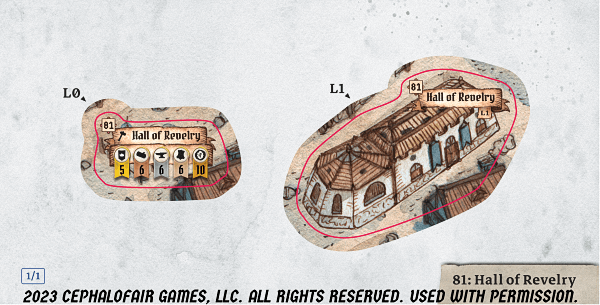 L0
81
Hall of Revelry
5 6 6 6 10
L1
81
Hall of Revelry
L1
1/1
81: Hall of Revelry
2023 CEPHALOFAIR GAMES, LLC. ALL RIGHTS RESERVED. USED WITH PERMISSION.